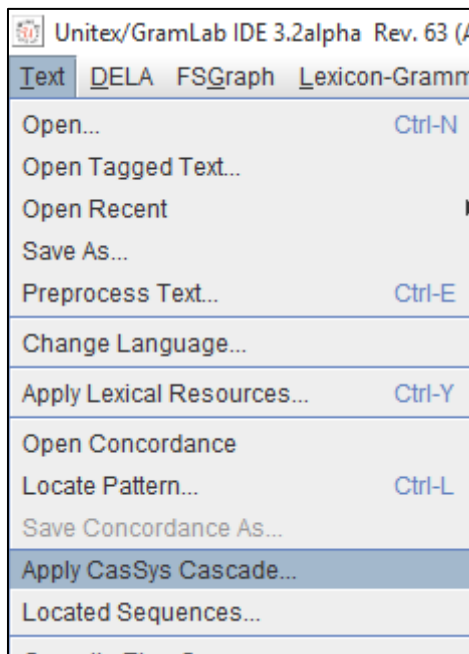 Unitex/GramLab IDE 3.2alpha Rev. 63 (
Text DELA FSGraph Lexicon-Gramm
Open... Ctrl-N
Open Tagged Text...
Open Recent
Save As...
Preprocess Text... Ctrl-E
Change Language...
Apply Lexical Resources... Ctrl-Y
Open Concordance
Locate Pattern... Ctrl-L
Save Concordance As...
Apply CasSys Cascade...
Located Sequences...